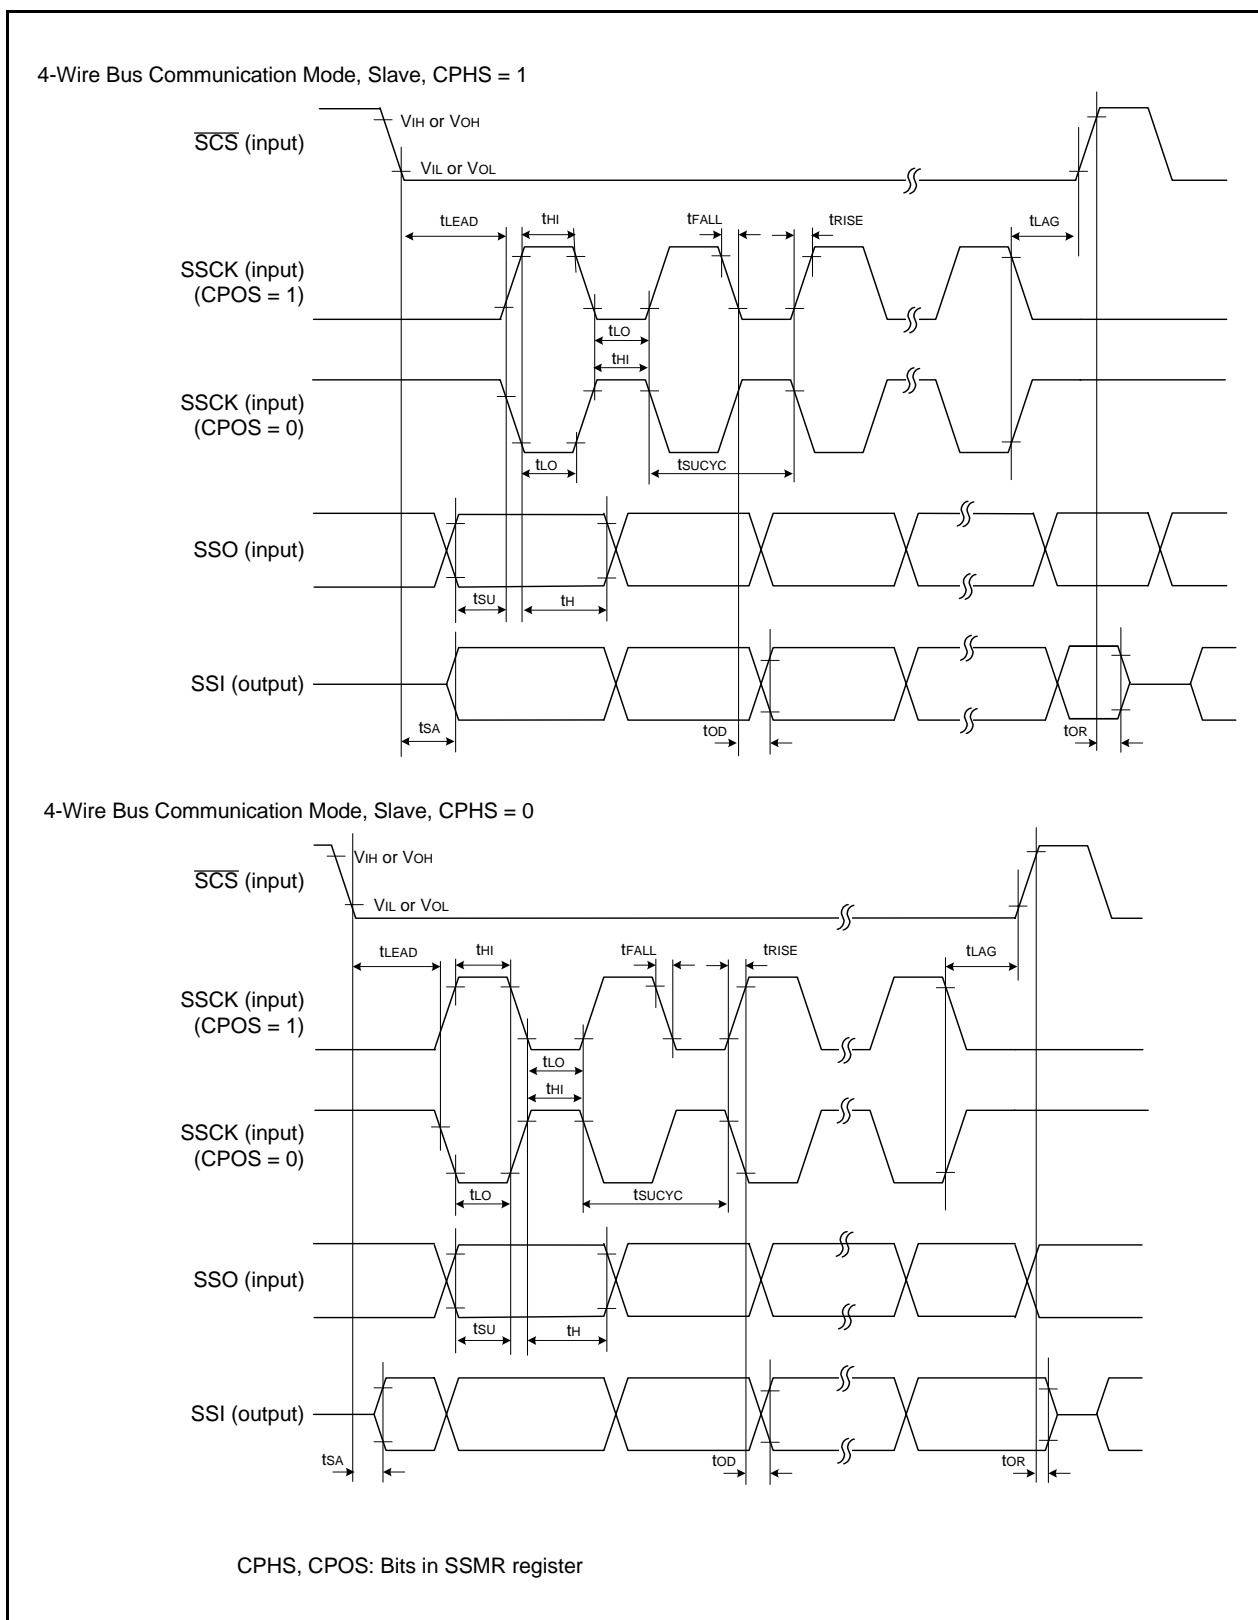 4-Wire Bus Communication Mode, Slave, CPHS = 1
VIH or VOH
SCS (input)
VIL or VOL
tLEAD
tHI
tFALL
tRISE
tLAG
SSCK (input)
(CPOS = 1)
tLO
tHI
SSCK (input)
(CPOS = 0)
tLO
tSUCYC
SSO (input)
tSU
tH
SSI (output)
tSA
tOD
tOR
4-Wire Bus Communication Mode, Slave, CPHS = 0
VIH or VOH
SCS (input)
VIL or VOL
tLEAD
tHI
tFALL
tRISE
tLAG
SSCK (input)
(CPOS = 1)
tLO
tHI
SSCK (input)
(CPOS = 0)
tLO
tSUCYC
SSO (input)
tSU
tH
SSI (output)
tSA
tOD
tOR
CPHS, CPOS: Bits in SSMR register